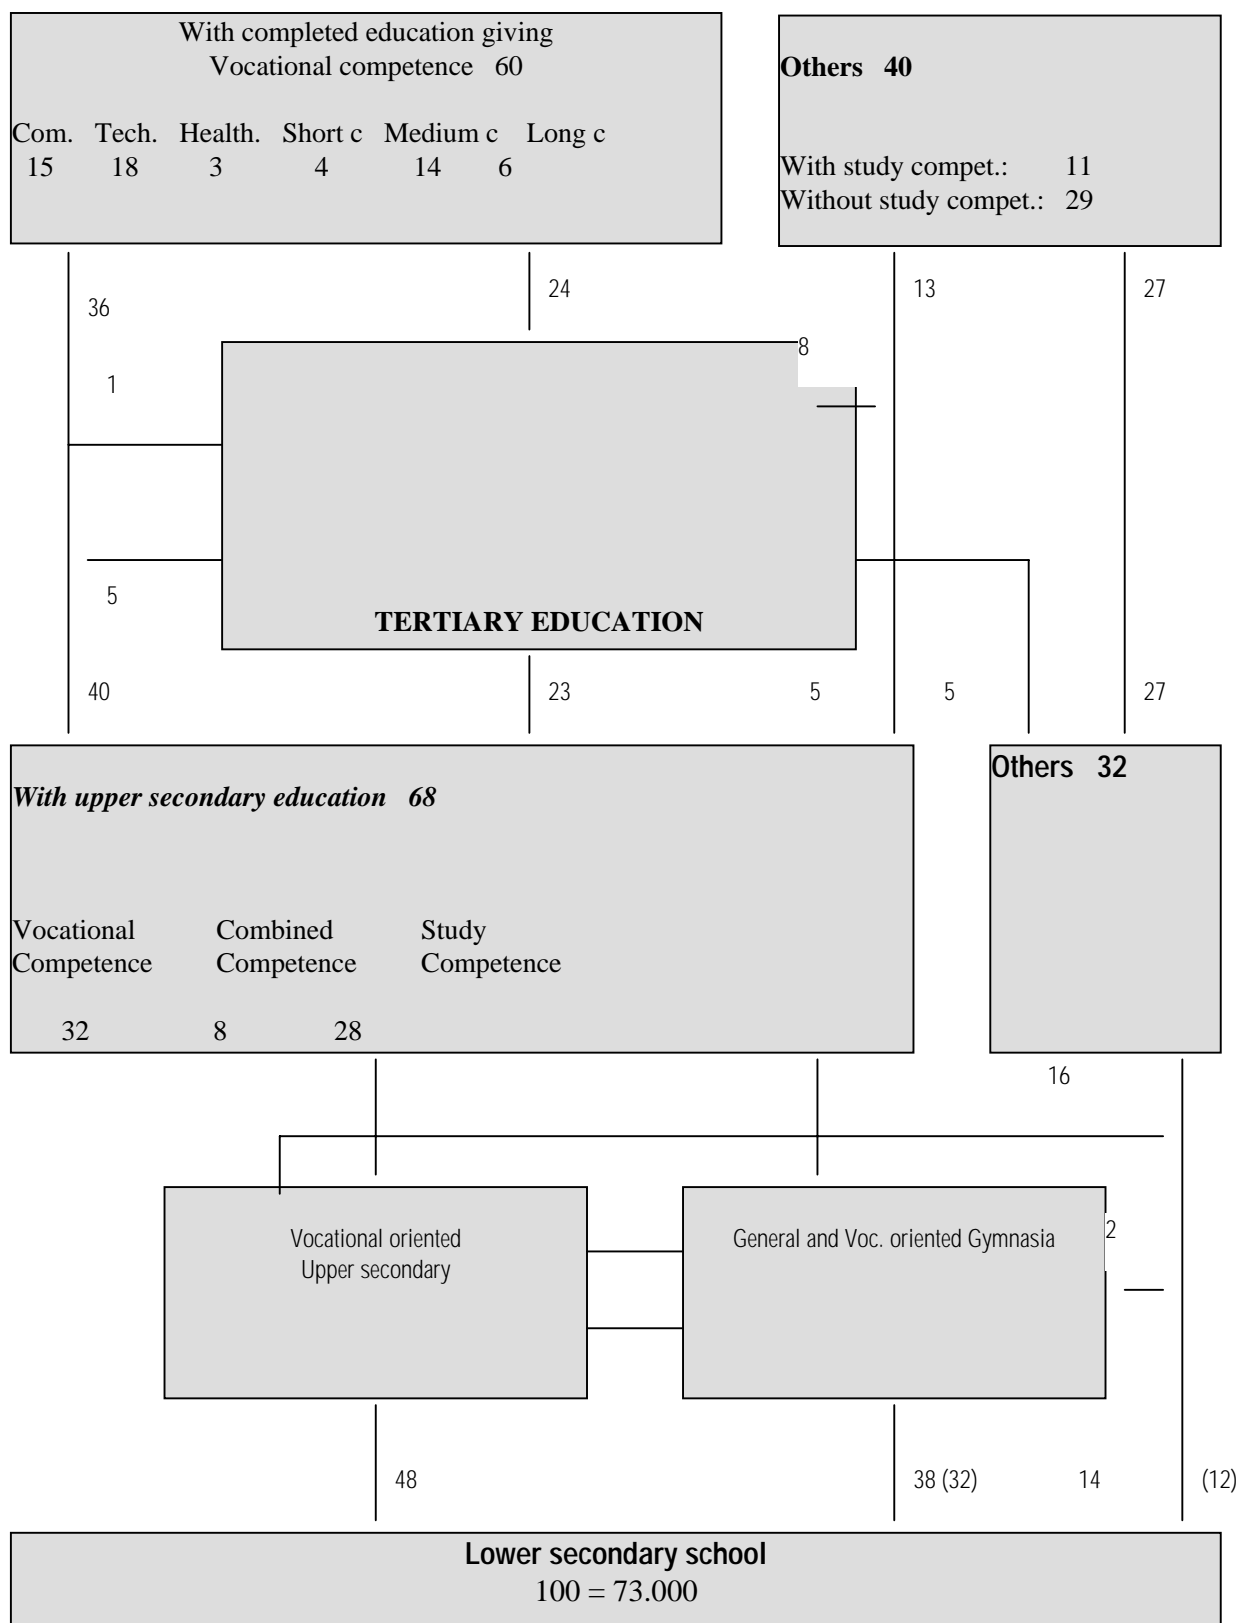 With completed education giving
Vocational competence 60
Com. Tech. Health. Short c Medium c Long c
15 18 3 4 14 6
Others 40
With study compet.: 11
Without study compet.: 29
36
24
13
27
8
1
5
TERTIARY EDUCATION
40
23
5
5
27
With upper secondary education 68
Vocational Combined Study
Competence Competence Competence
32 8 28
Others 32
16
Vocational oriented
Upper secondary
General and Voc. oriented Gymnasia
2
48
38 (32)
14
(12)
Lower secondary school
100 = 73.000